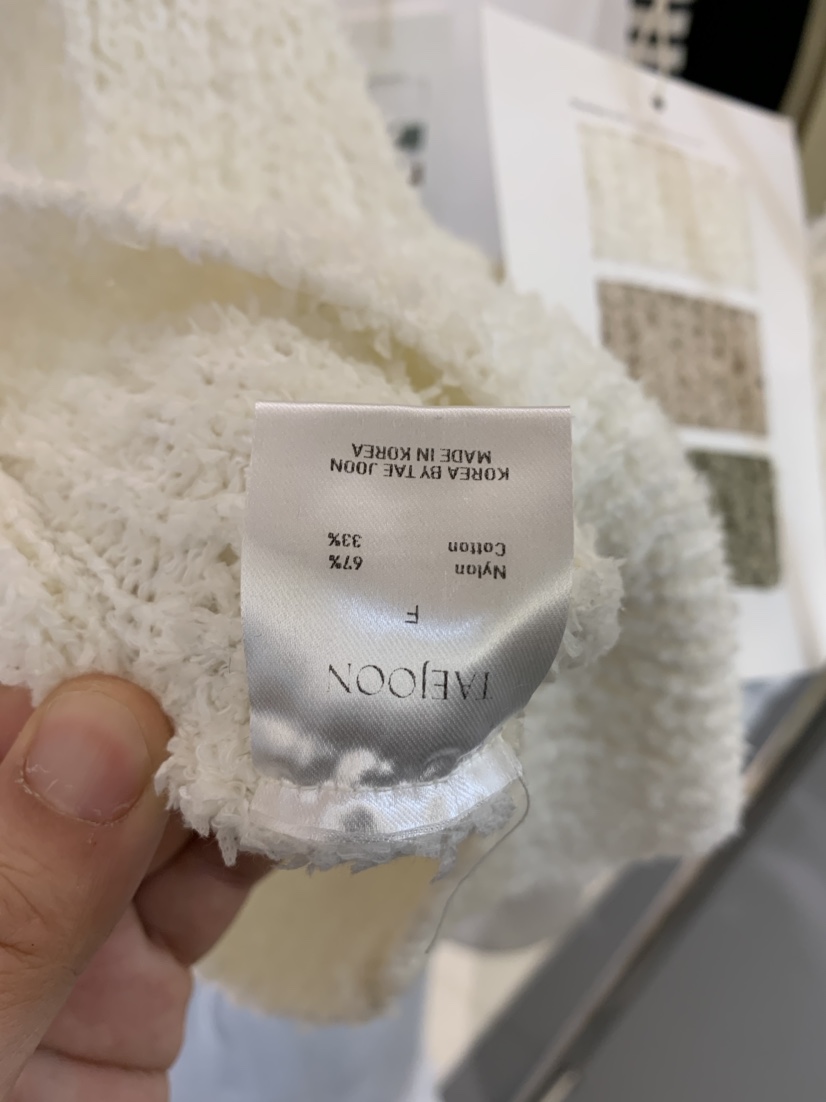 TAEJOON
F
Nylon 67%
Cotton 33%
KOREA BY TAE JOON
MADE IN KOREA